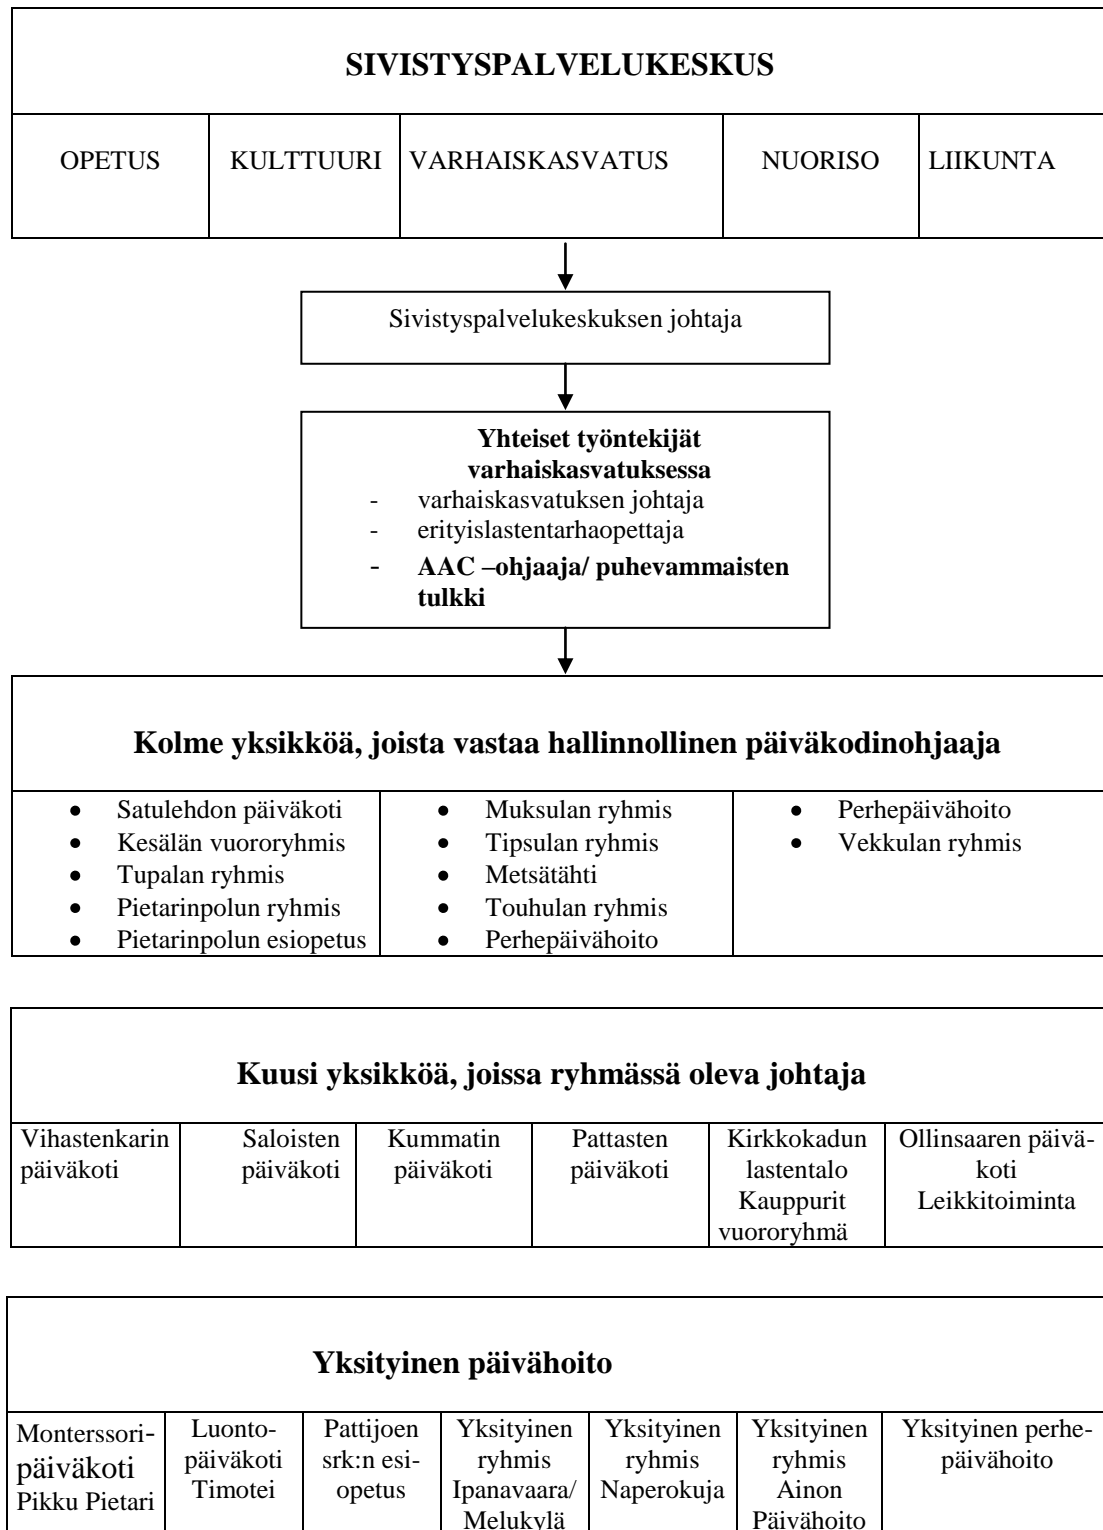 SIVISTYSPALVELUKESKUS
OPETUS
KULTTUURI
VARHAISKASVATUS
NUORISO
LIIKUNTA
Sivistyspalvelukeskuksen johtaja
Yhteiset työntekijät
varhaiskasvatuksessa
- varhaiskasvatuksen johtaja
- erityislastentarhaopettaja
- AAC –ohjaaja/ puhevammaisten
tulkki
Kolme yksikköä, joista vastaa hallinnollinen päiväkodinohjaaja
• Satulehdon päiväkoti
• Kesälän vuororyhmis
• Tupalan ryhmis
• Pietarinpolun ryhmis
• Pietarinpolun esiopetus
• Muksulan ryhmis
• Tipsulan ryhmis
• Metsätähti
• Touhulan ryhmis
• Perhepäivähoito
• Perhepäivähoito
• Vekkulan ryhmis
Kuusi yksikköä, joissa ryhmässä oleva johtaja
Vihastenkarin
päiväkoti
Saloisten
päiväkoti
Kummatin
päiväkoti
Pattasten
päiväkoti
Kirkkokadun
lastentalo
Kauppurit
vuororyhmä
Ollinsaaren päivä-
koti
Leikkitoiminta
Yksityinen päivähoito
Monterssori-
päiväkoti
Pikku Pietari
Luonto-
päiväkoti
Timotei
Pattijoen
srk:n esi-
opetus
Yksityinen
ryhmis
Ipanavaara/
Melukylä
Yksityinen
ryhmis
Naperokuja
Yksityinen
ryhmis
Ainon
Päivähoito
Yksityinen perhe-
päivähoito